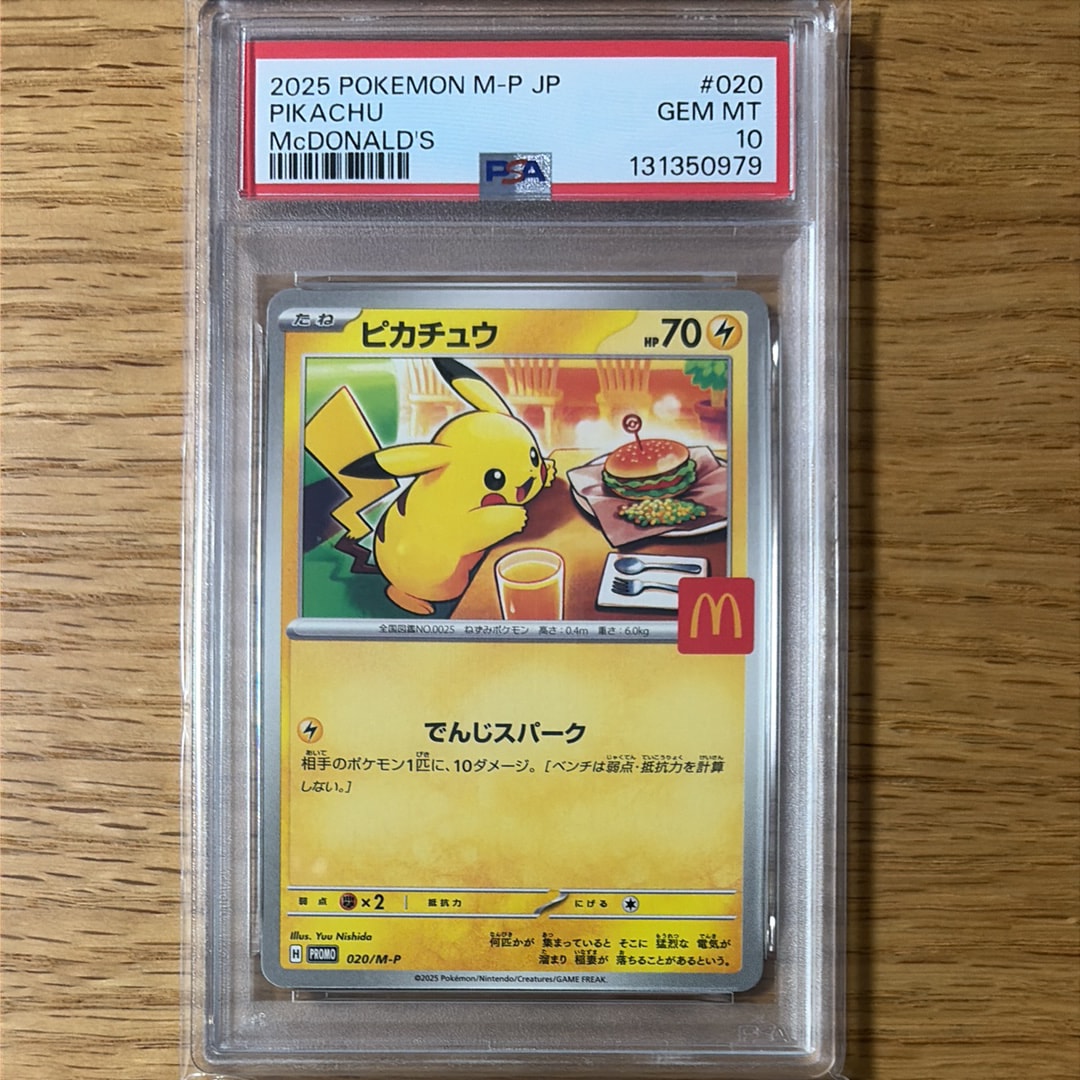 2025 POKEMON M-P JP #020
PIKACHU GEM MT
McDONALD'S 10
PSA 131350979
たね ピカチュウ HP70
全国図鑑NO.0025 ねずみポケモン 高さ:0.4m 重さ:6.0kg
でんじスパーク
相手のポケモン1匹に、10ダメージ。[ベンチは弱点・抵抗力を計算
しない。]
弱点 ×2 抵抗力 にげる
Illus. Yuu Nishida
何匹かが 集まっていると そこに 猛烈な 電気が
溜まり 稲妻が 落ちることがあるという。
H PROMO 020/M-P
©2025 Pokémon/Nintendo/Creatures/GAME FREAK.
PSA